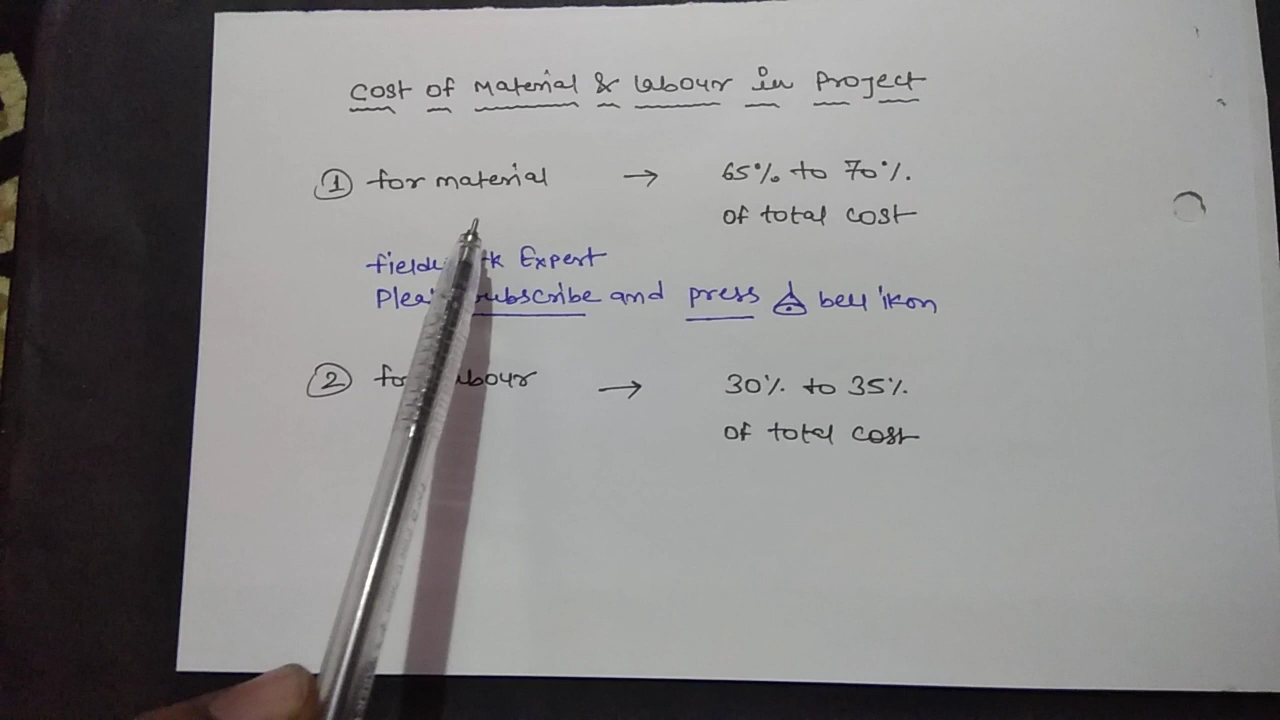 Cost of Material & Labour in Project
① for material → 65% to 70%.
of total cost
Expert
subscribe and press bell ikon
② → 30% to 35%.
of total cost